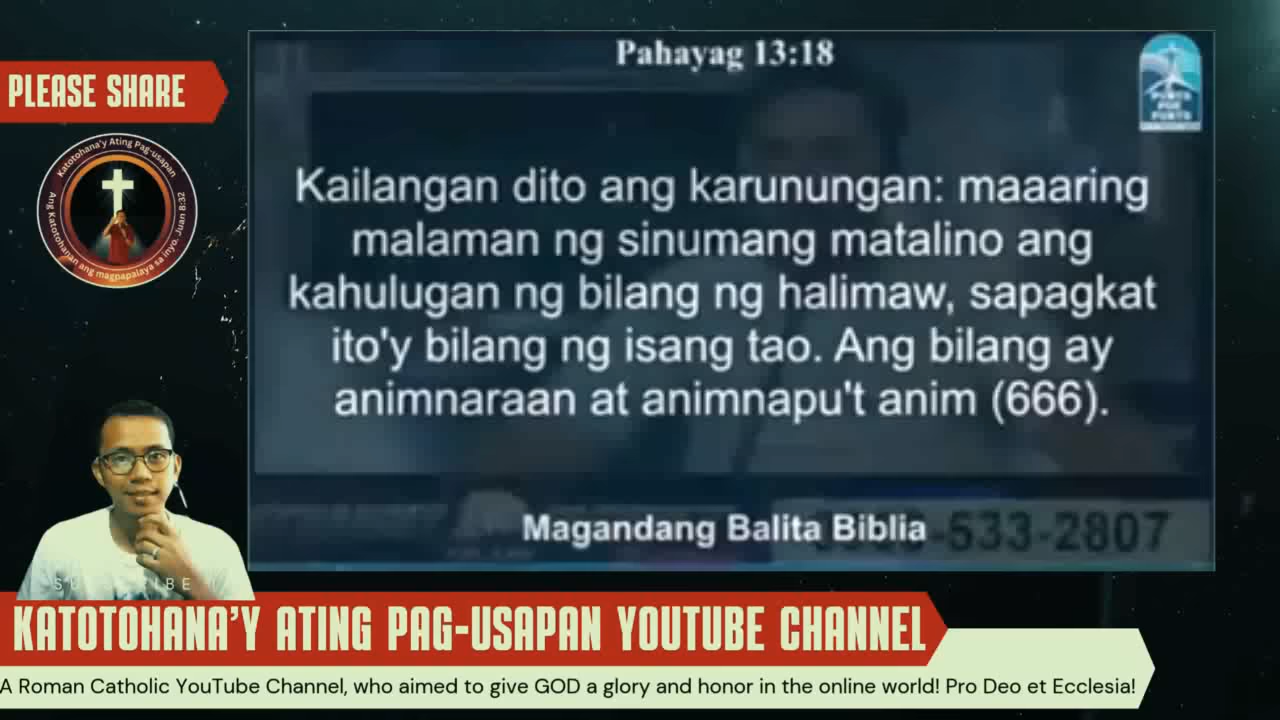 PLEASE SHARE
Katotohana'y Ating Pag-usapan
Ang Katotohanan ang magpapalaya sa inyo. Juan 8:32
Pahayag 13:18
PUNTO
POR
PUNTO
Kailangan dito ang karunungan: maaaring
malaman ng sinumang matalino ang
kahulugan ng bilang ng halimaw, sapagkat
ito'y bilang ng isang tao. Ang bilang ay
animnaraan at animnapu't anim (666).
Magandang Balita Biblia
-533-2807
KATOTOHANA'Y ATING PAG-USAPAN YOUTUBE CHANNEL
A Roman Catholic YouTube Channel, who aimed to give GOD a glory and honor in the online world! Pro Deo et Ecclesia!